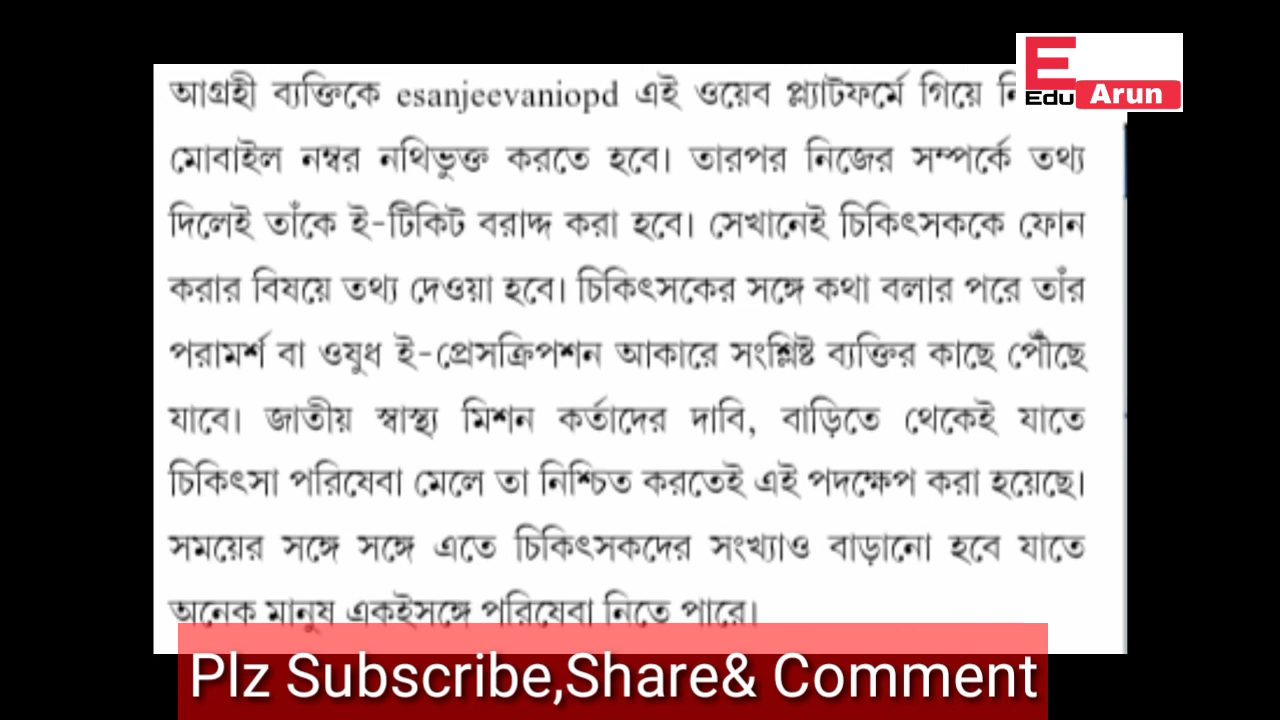 আগ্রহী ব্যক্তিকে esanjeevaniopd এই ওয়েব প্ল্যাটফর্মে গিয়ে
মোবাইল নম্বর নথিভুক্ত করতে হবে। তারপর নিজের সম্পর্কে তথ্য
দিলেই তাঁকে ই-টিকিট বরাদ্দ করা হবে। সেখানেই চিকিৎসককে ফোন
করার বিষয়ে তথ্য দেওয়া হবে। চিকিৎসকের সঙ্গে কথা বলার পরে তাঁর
পরামর্শ বা ওষুধ ই-প্রেসক্রিপশন আকারে সংশ্লিষ্ট ব্যক্তির কাছে পৌঁছে
যাবে। জাতীয় স্বাস্থ্য মিশন কর্তাদের দাবি, বাড়িতে থেকেই যাতে
চিকিৎসা পরিষেবা মেলে তা নিশ্চিত করতেই এই পদক্ষেপ করা হয়েছে।
সময়ের সঙ্গে সঙ্গে এতে চিকিৎসকদের সংখ্যাও বাড়ানো হবে যাতে
অনেক মানুষ একইসঙ্গে পরিষেবা নিতে পারে।
E
Edu Arun
Plz Subscribe,Share& Comment